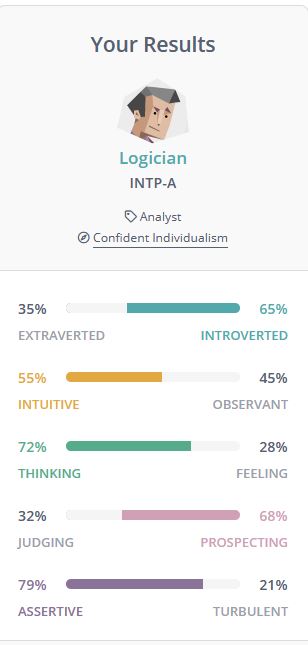 Your Results
Logician
INTP-A
Analyst
Confident Individualism
35% 65%
EXTRAVERTED INTROVERTED
55% 45%
INTUITIVE OBSERVANT
72% 28%
THINKING FEELING
32% 68%
JUDGING PROSPECTING
79% 21%
ASSERTIVE TURBULENT